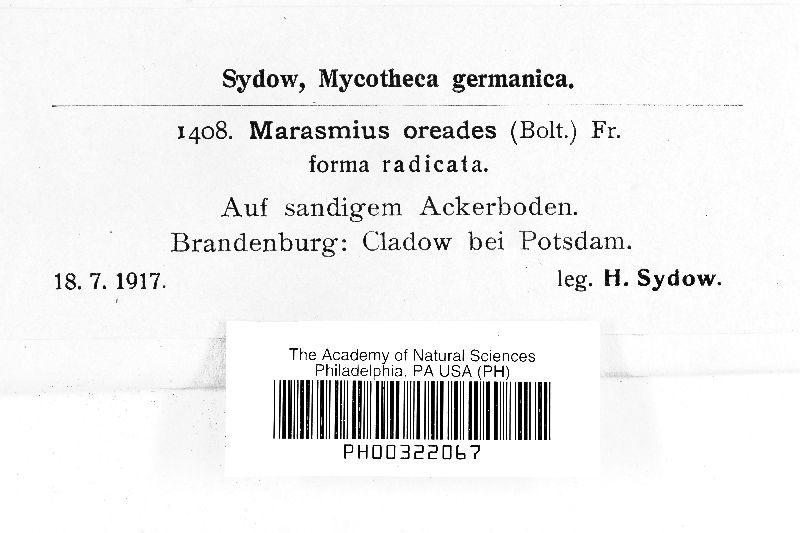 Sydow, Mycotheca germanica.
1408. Marasmius oreades (Bolt.) Fr.
forma radicata.
Auf sandigem Ackerboden.
Brandenburg: Cladow bei Potsdam.
18. 7. 1917. leg. H. Sydow.
The Academy of Natural Sciences
Philadelphia, PA USA (PH)
PH00322067